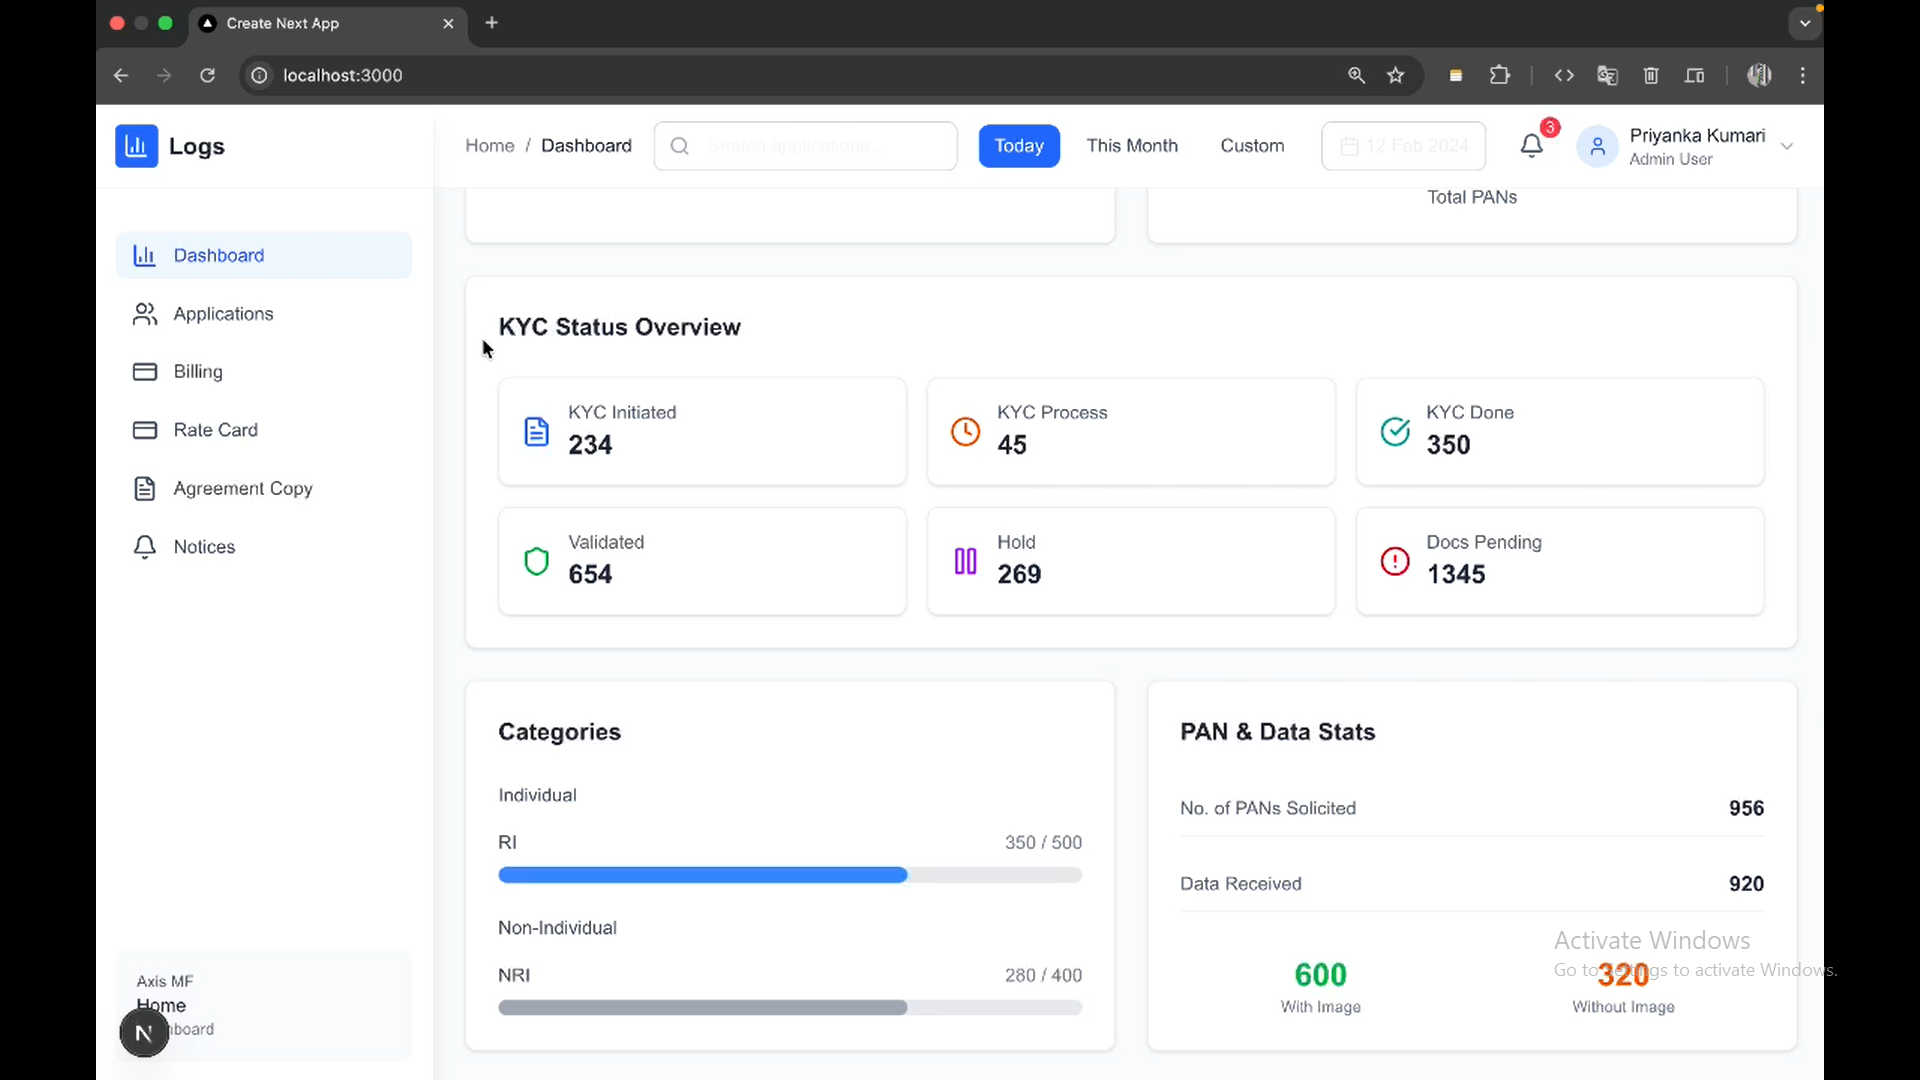 Create Next App
localhost:3000
Logs
Home / Dashboard
Search applications...
Today
This Month
Custom
12 Feb 2024
3
Priyanka Kumari
Admin User
Total PANs
Dashboard
Applications
Billing
Rate Card
Agreement Copy
Notices
KYC Status Overview
KYC Initiated
234
KYC Process
45
KYC Done
350
Validated
654
Hold
269
Docs Pending
1345
Categories
Individual
RI 350 / 500
Non-Individual
NRI 280 / 400
PAN & Data Stats
No. of PANs Solicited 956
Data Received 920
600
With Image
320
Without Image
Activate Windows
Go to Settings to activate Windows.
Axis MF
Home
hboard
N